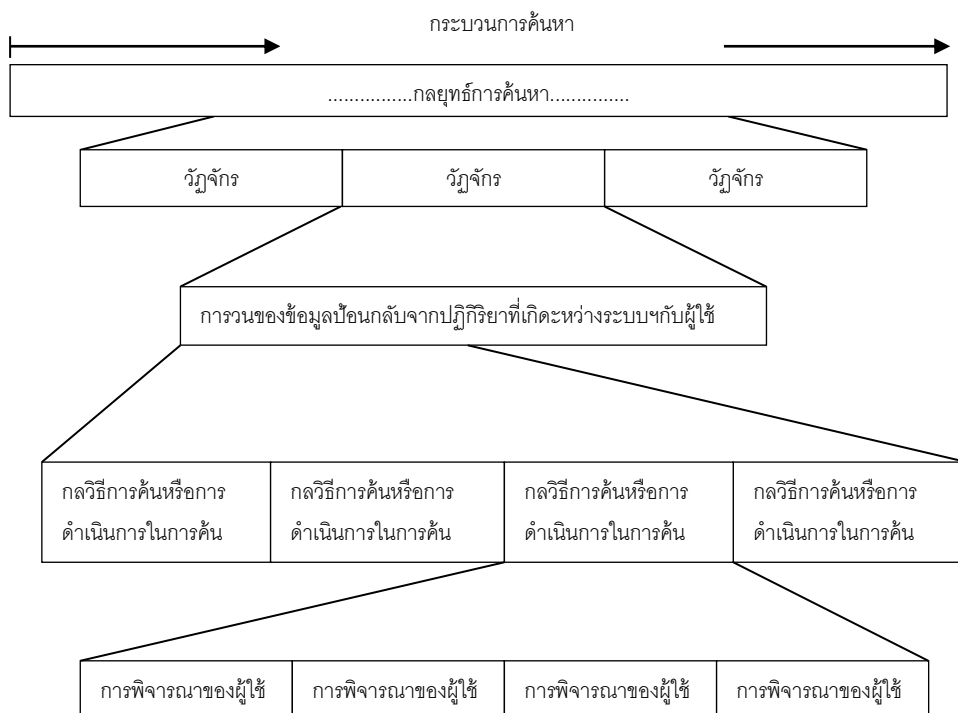 กระบวนการค้นหา
...............กลยุทธ์การค้นหา...............
วัฏจักร วัฏจักร วัฏจักร
การวนของข้อมูลป้อนกลับจากปฏิกิริยาที่เกิดะหว่างระบบฯกับผู้ใช้
กลวิธีการค้นหรือการ กลวิธีการค้นหรือการ กลวิธีการค้นหรือการ กลวิธีการค้นหรือการ
ดำเนินการในการค้น ดำเนินการในการค้น ดำเนินการในการค้น ดำเนินการในการค้น
การพิจารณาของผู้ใช้ การพิจารณาของผู้ใช้ การพิจารณาของผู้ใช้ การพิจารณาของผู้ใช้